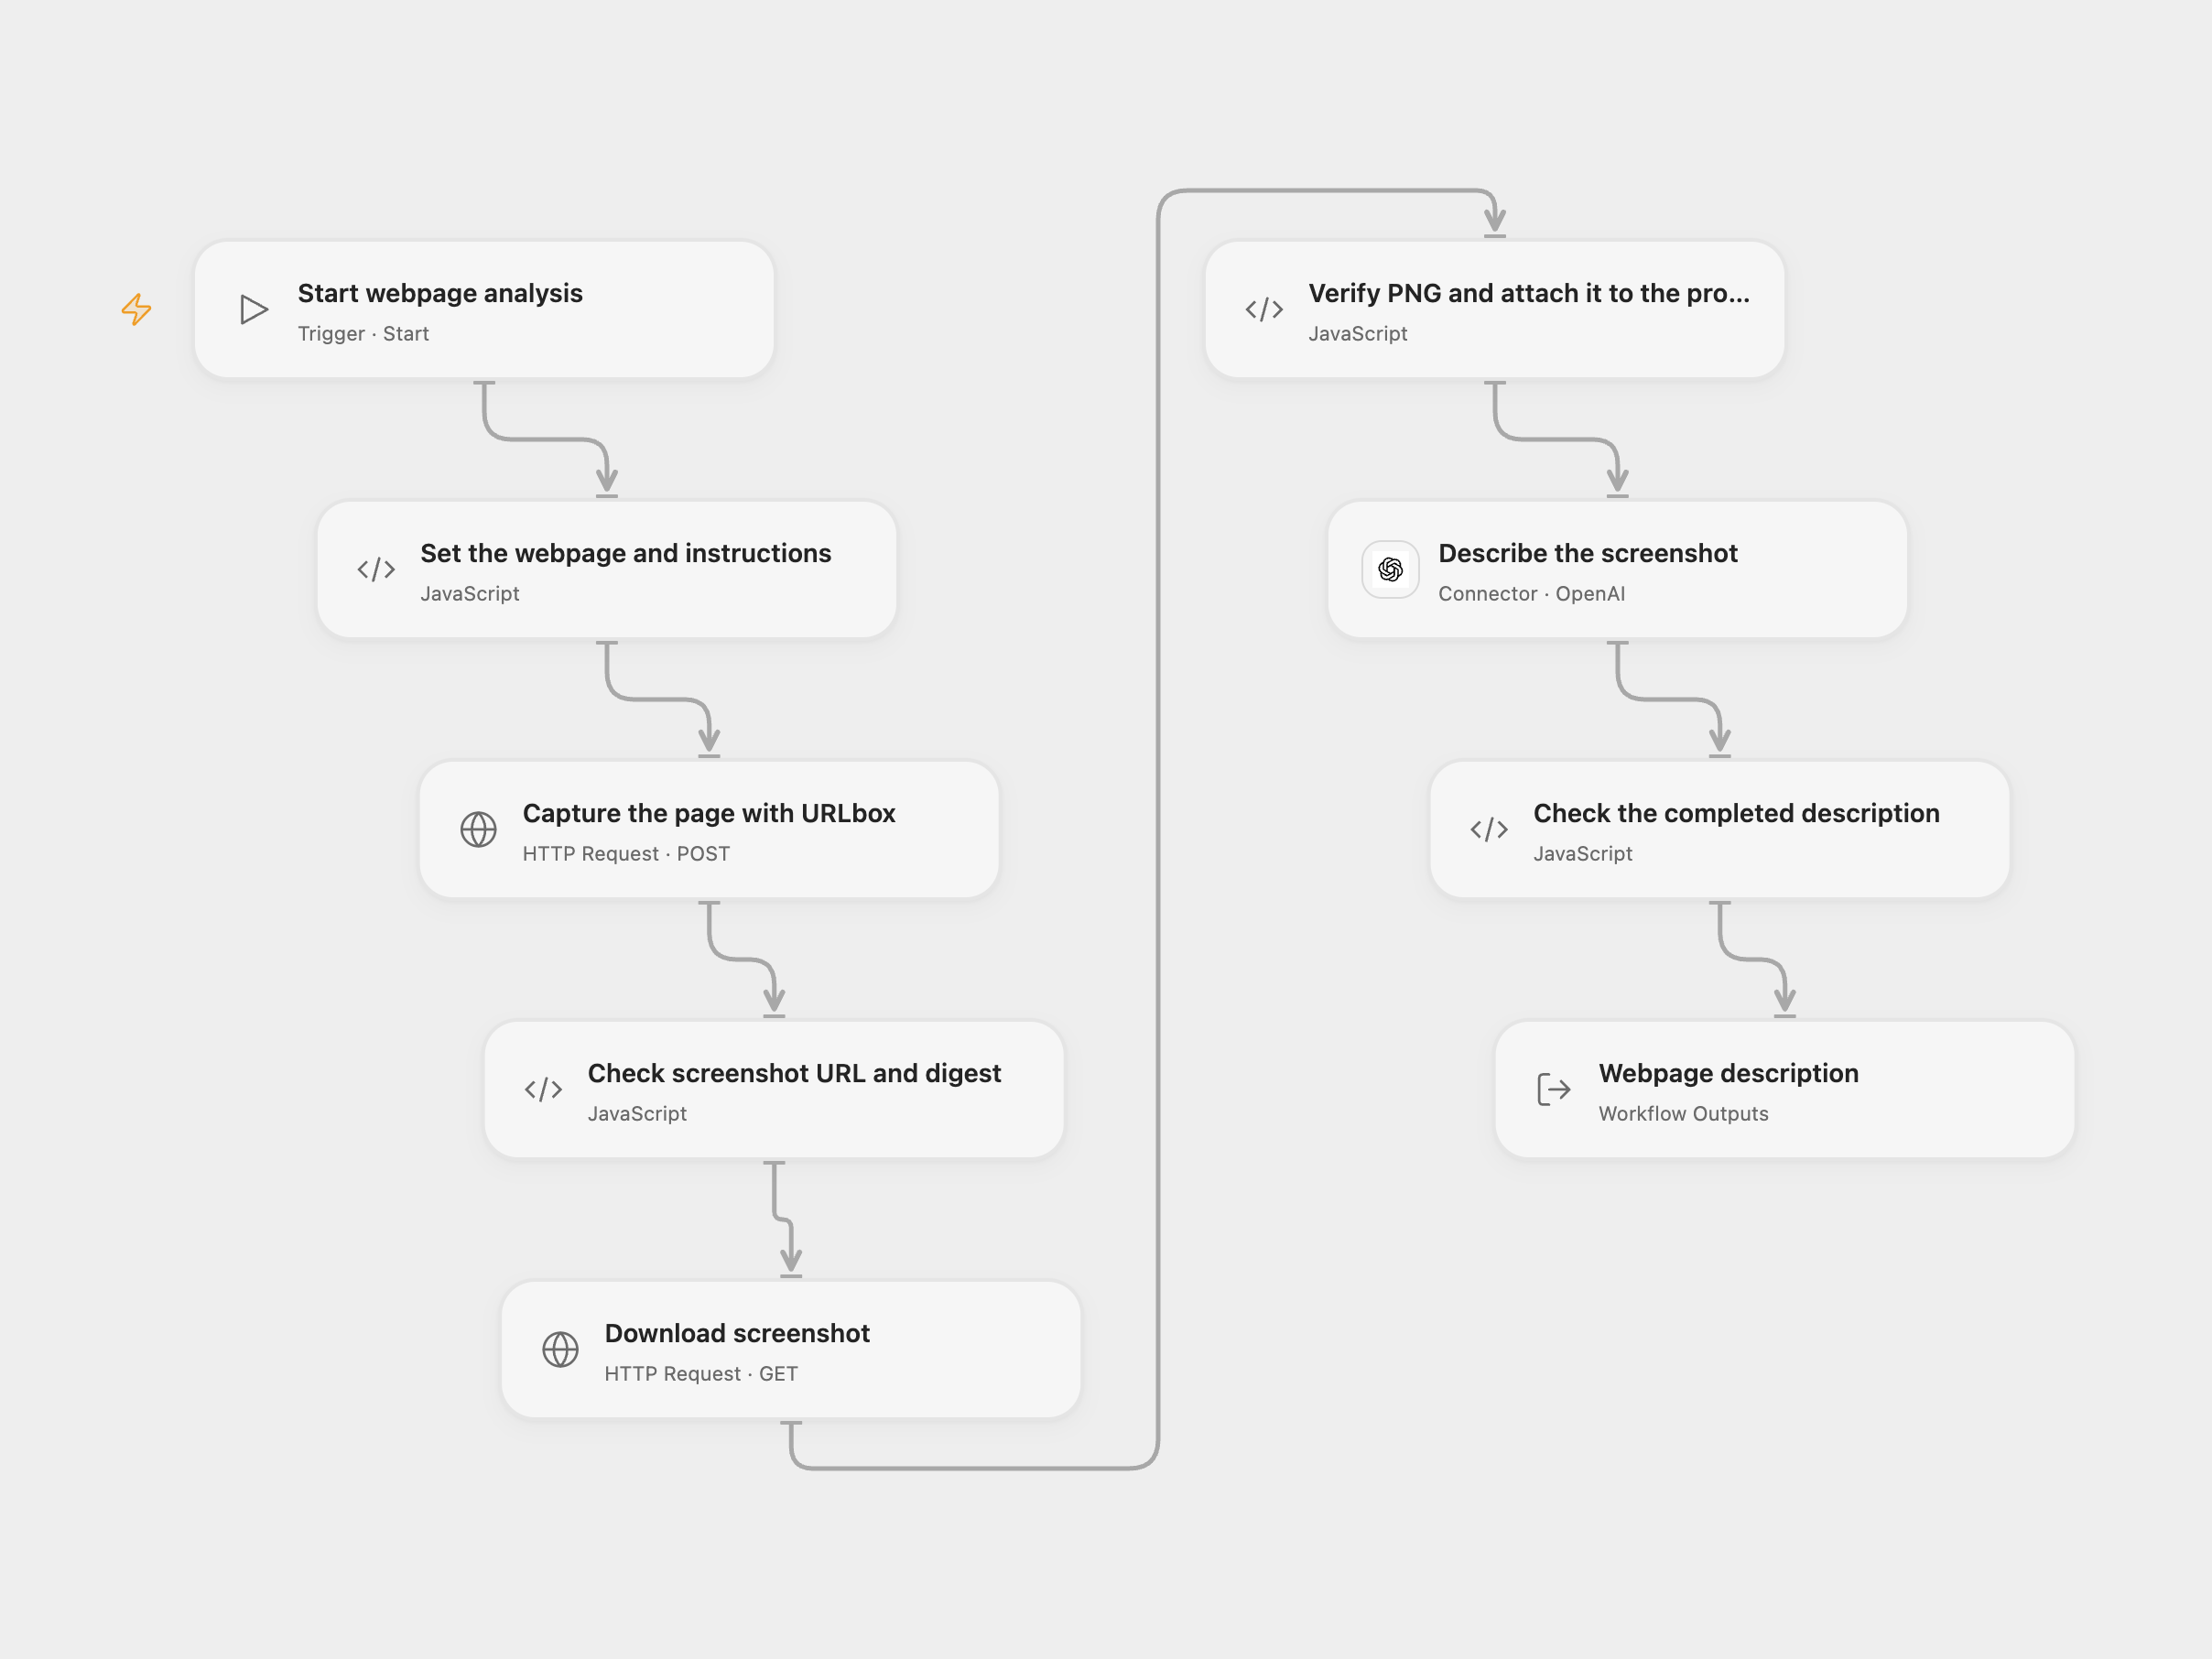 Start webpage analysis
Trigger · Start
Set the webpage and instructions
JavaScript
Capture the page with URLbox
HTTP Request · POST
Check screenshot URL and digest
JavaScript
Download screenshot
HTTP Request · GET
Verify PNG and attach it to the pro...
JavaScript
Describe the screenshot
Connector · OpenAI
Check the completed description
JavaScript
Webpage description
Workflow Outputs